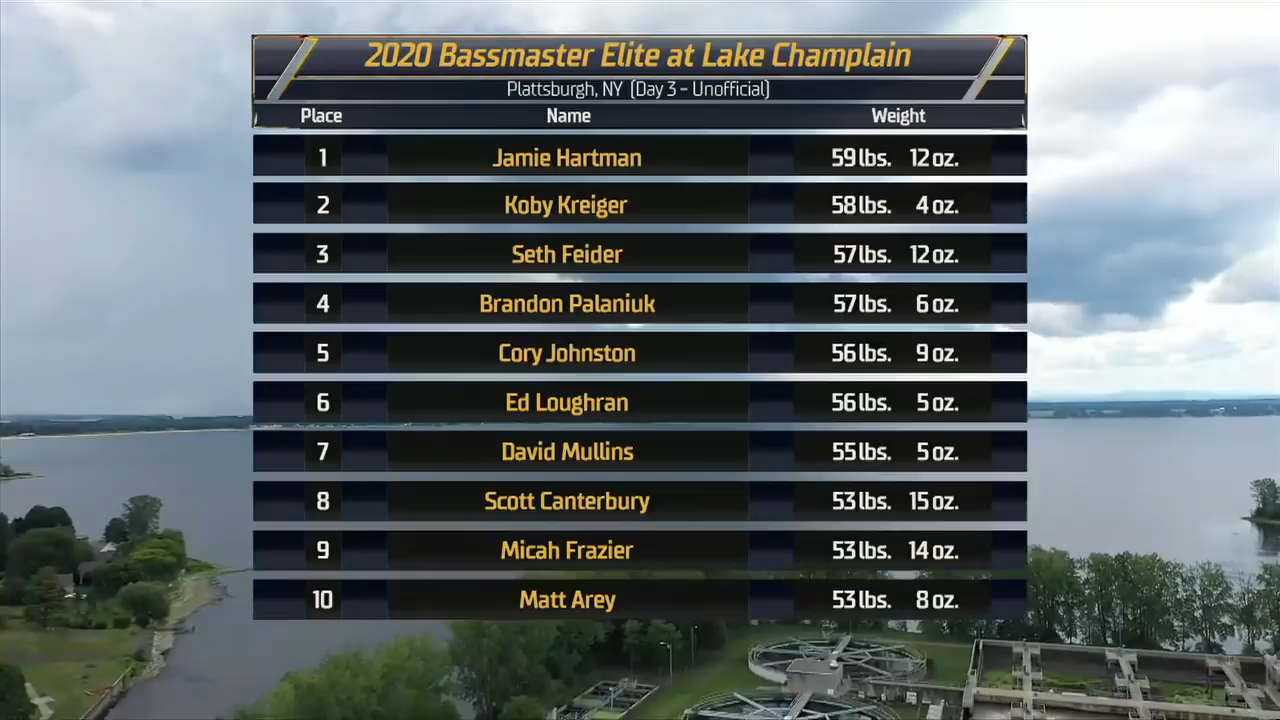 2020 Bassmaster Elite at Lake Champlain
Plattsburgh, NY (Day 3 - Unofficial)
Place Name Weight
1 Jamie Hartman 59 lbs. 12 oz.
2 Koby Kreiger 58 lbs. 4 oz.
3 Seth Feider 57 lbs. 12 oz.
4 Brandon Palaniuk 57 lbs. 6 oz.
5 Cory Johnston 56 lbs. 9 oz.
6 Ed Loughran 56 lbs. 5 oz.
7 David Mullins 55 lbs. 5 oz.
8 Scott Canterbury 53 lbs. 15 oz.
9 Micah Frazier 53 lbs. 14 oz.
10 Matt Arey 53 lbs. 8 oz.